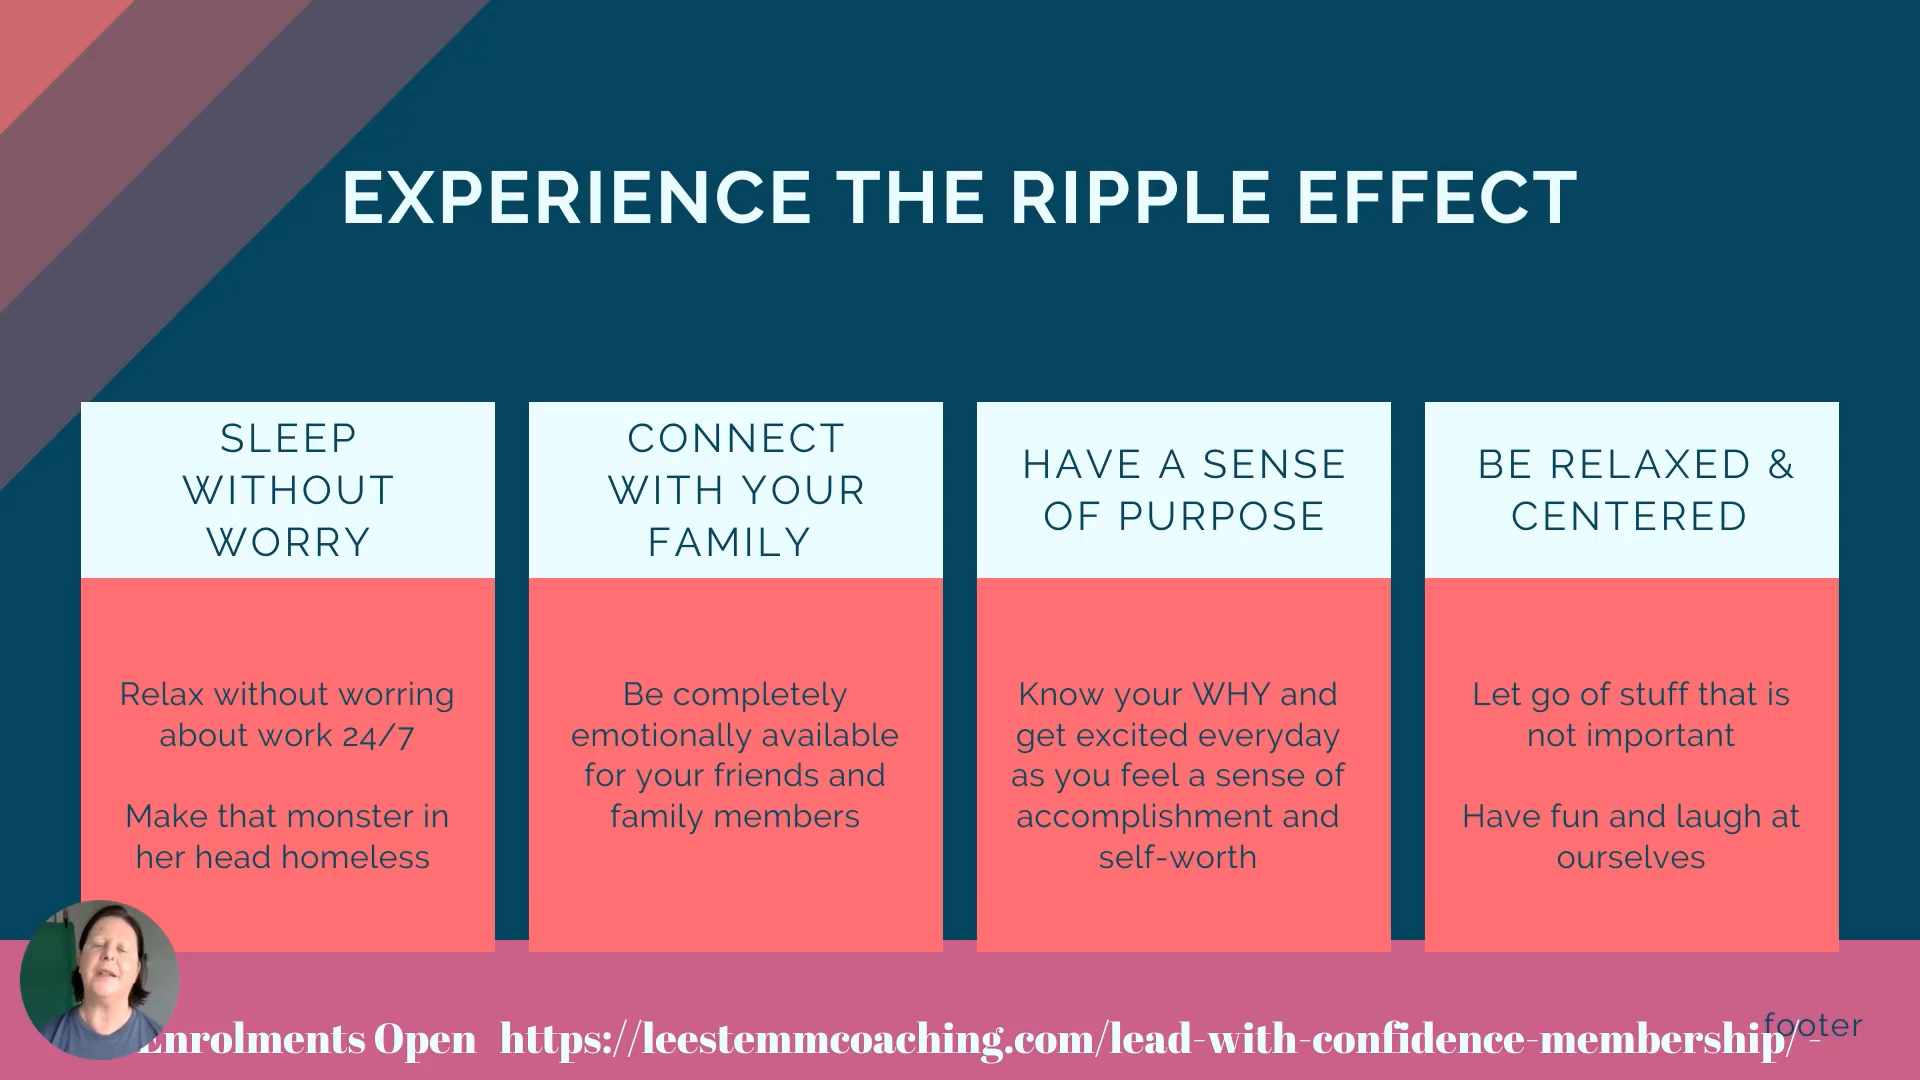 EXPERIENCE THE RIPPLE EFFECT
SLEEP
WITHOUT
WORRY
Relax without worring
about work 24/7
Make that monster in
her head homeless
CONNECT
WITH YOUR
FAMILY
Be completely
emotionally available
for your friends and
family members
HAVE A SENSE
OF PURPOSE
Know your WHY and
get excited everyday
as you feel a sense of
accomplishment and
self-worth
BE RELAXED &
CENTERED
Let go of stuff that is
not important
Have fun and laugh at
ourselves
Enrolments Open https://leestemmcoaching.com/lead-with-confidence-membership/ -
footer